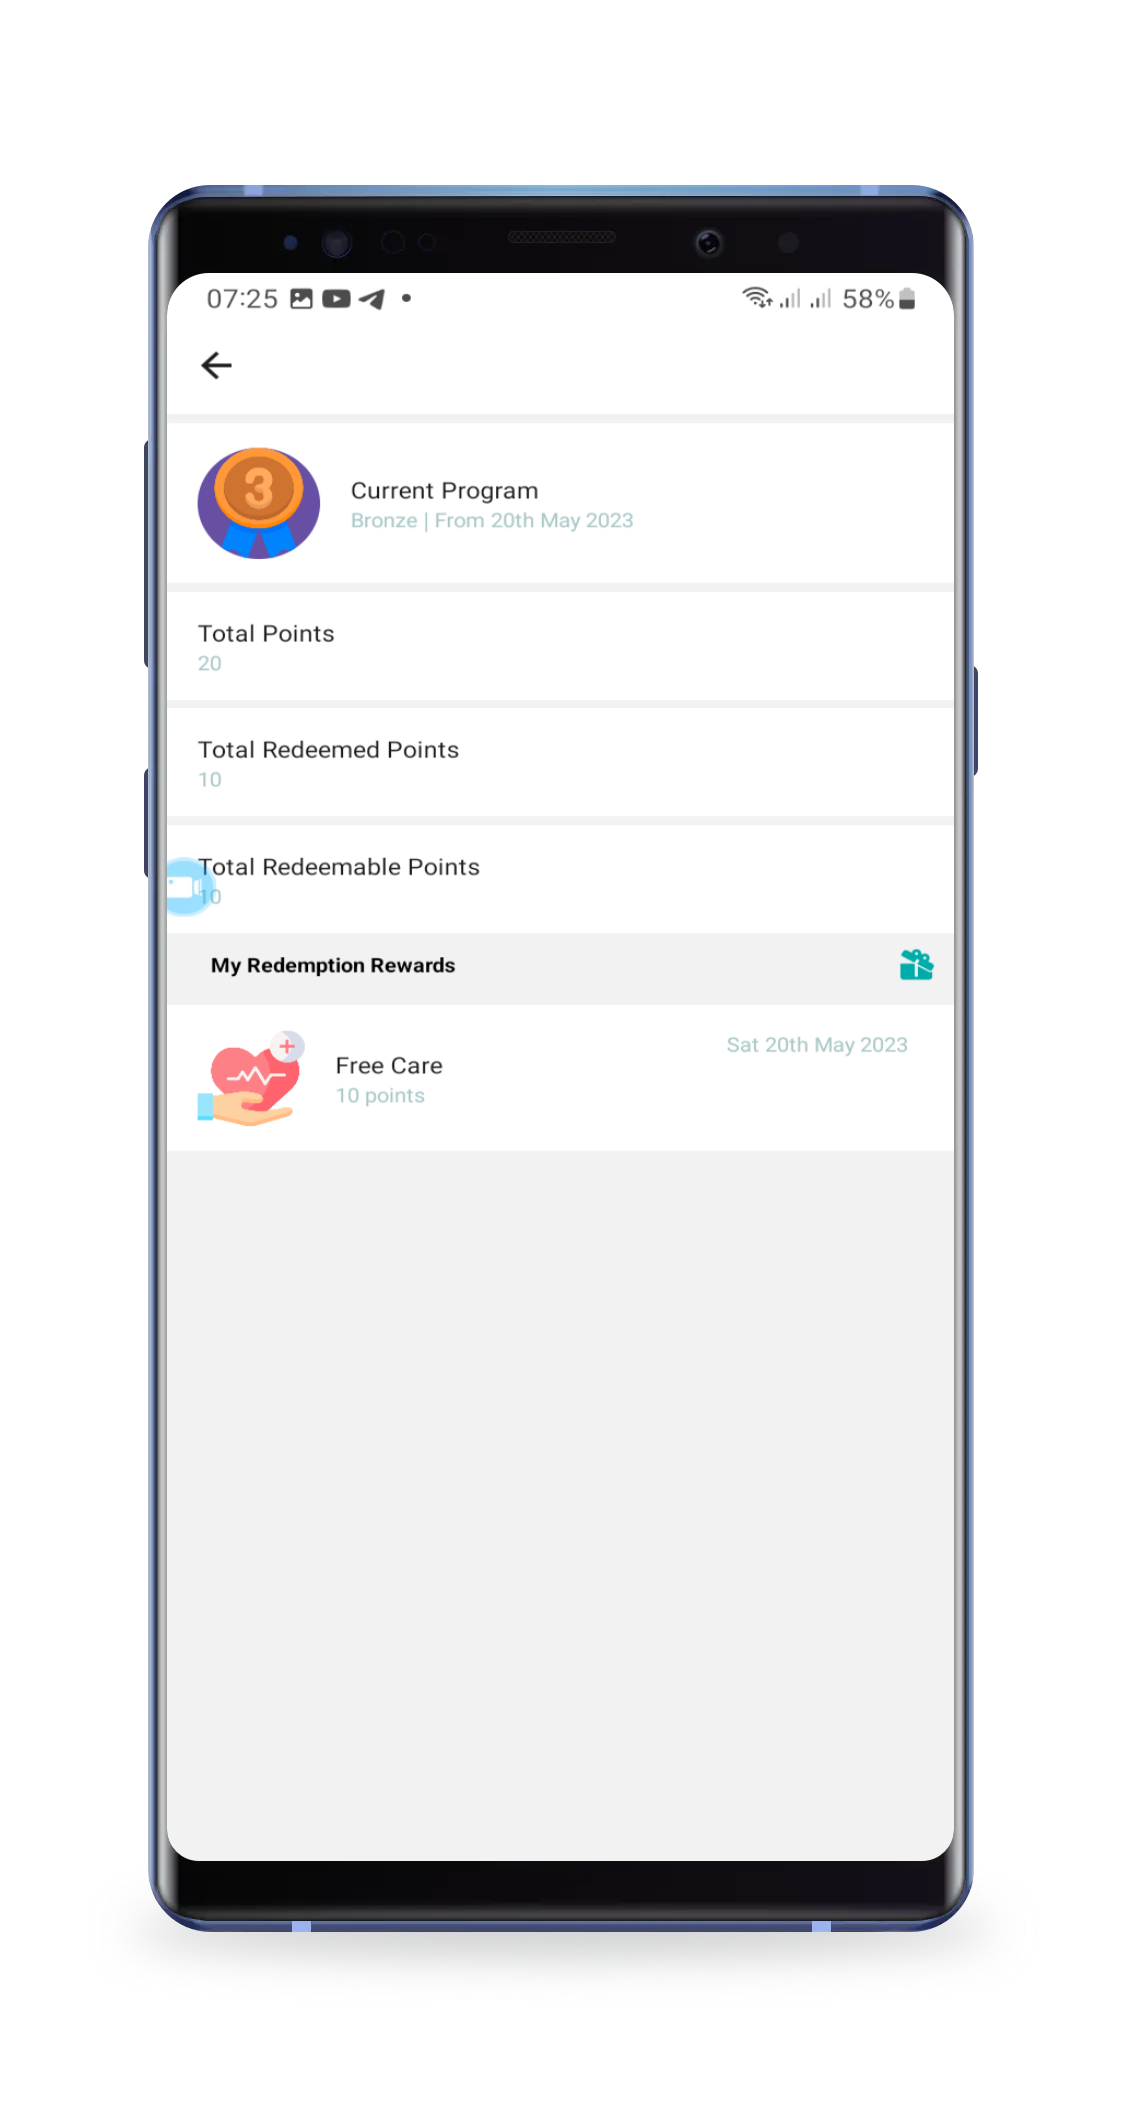 07:25 58%
3
Current Program
Bronze | From 20th May 2023
Total Points
20
Total Redeemed Points
10
Total Redeemable Points
10
My Redemption Rewards
Sat 20th May 2023
Free Care
10 points